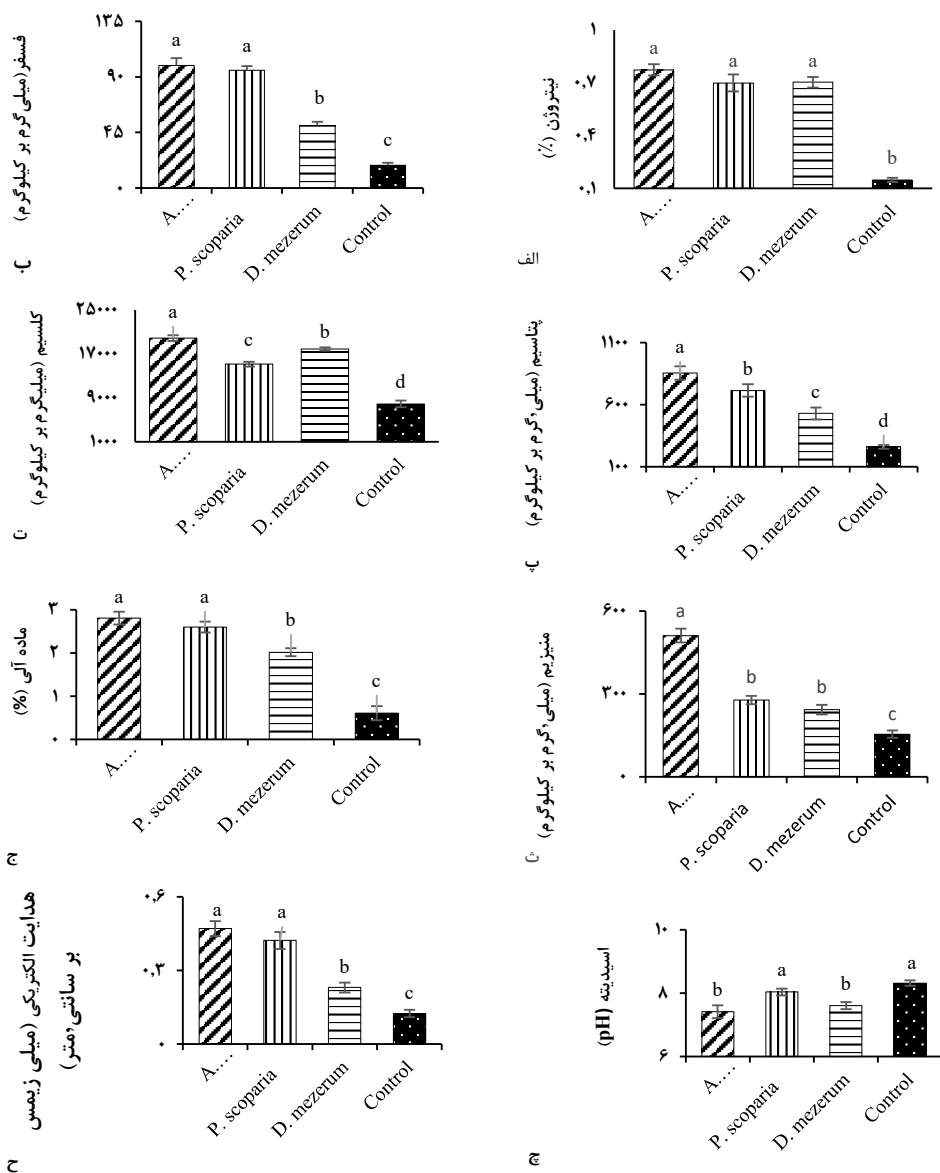 نیتروژن (٪)
۱
۰,۷
۰,۴
۰,۱
a
a
a
b
A....
P. scoparia
D. mezerum
Control
الف
فسفر (میلی گرم بر کیلوگرم)
۱۳۵
۹۰
۴۵
۰
a
a
b
c
A....
P. scoparia
D. mezerum
Control
ب
پتاسیم (میلی,گرم بر کیلوگرم)
۱۱۰۰
۶۰۰
۱۰۰
a
b
c
d
A....
P. scoparia
D. mezerum
Control
پ
کلسیم (میلیگرم بر کیلوگرم)
۲۵۰۰۰
۱۷۰۰۰
۹۰۰۰
۱۰۰۰
a
c
b
d
A....
P. scoparia
D. mezerum
Control
ت
منیزیم (میلی,گرم بر کیلوگرم)
۶۰۰
۳۰۰
۰
a
b
b
c
A....
P. scoparia
D. mezerum
Control
ث
ماده آلی (%)
۳
۲
۱
۰
a
a
b
c
A....
P. scoparia
D. mezerum
Control
ج
اسیدیته (pH)
۱۰
۸
۶
b
a
b
a
A....
P. scoparia
D. mezerum
Control
چ
هدایت الکتریکی (میلی زیمنس
بر سانتی,متر)
۰,۶
۰,۳
۰
a
a
b
c
A....
P. scoparia
D. mezerum
Control
ح